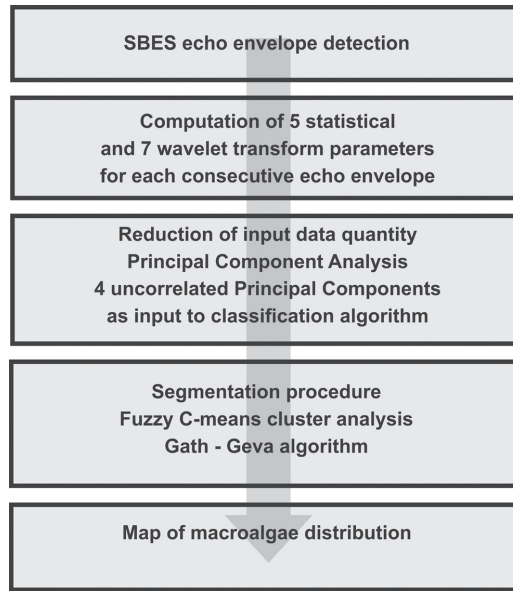 SBES echo envelope detection
Computation of 5 statistical
and 7 wavelet transform parameters
for each consecutive echo envelope
Reduction of input data quantity
Principal Component Analysis
4 uncorrelated Principal Components
as input to classification algorithm
Segmentation procedure
Fuzzy C-means cluster analysis
Gath - Geva algorithm
Map of macroalgae distribution